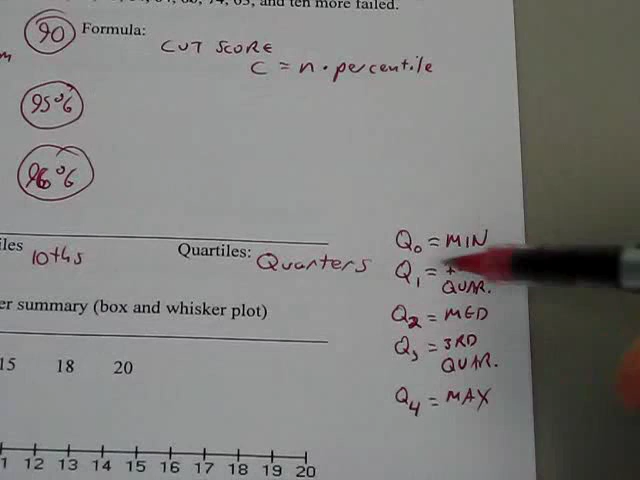 and ten more failed.
90 Formula:
CUT SCORE
C = n · percentile
95%
96%
10ths Quartiles: Quarters
er summary (box and whisker plot)
15 18 20
Q0 = MIN
Q1 =
QUAR.
Q2 = MED
Q3 = 3RD
QUAR.
Q4 = MAX
12 13 14 15 16 17 18 19 20